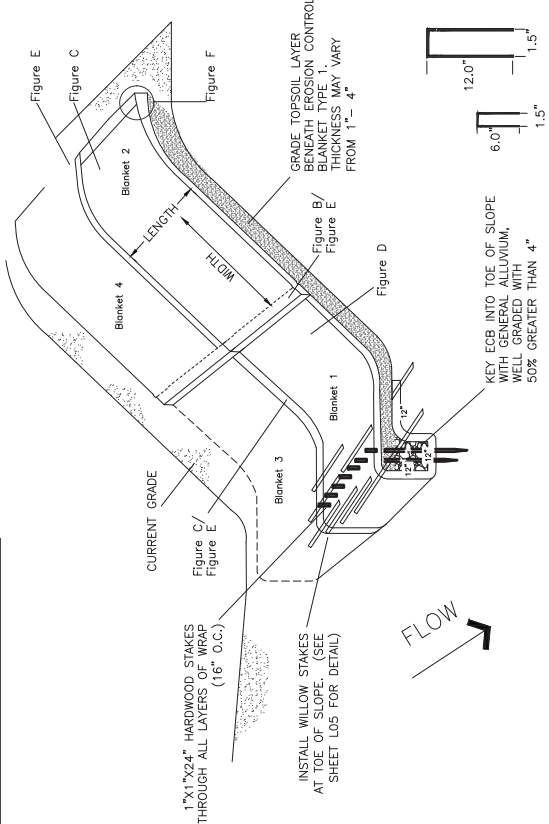 Figure E
Figure C
Figure F
Blanket 2
Blanket 4
LENGTH
WIDTH
GRADE TOPSOIL LAYER
BENEATH EROSION CONTROL
BLANKET TYPE 1.
THICKNESS MAY VARY
FROM 1"– 4"
12.0"
1.5"
6.0"
1.5"
Figure B/
Figure E
Figure D
CURRENT GRADE
Figure C/
Figure E
Blanket 3
Blanket 1
12"
12"
12"
KEY ECB INTO TOE OF SLOPE
WITH GENERAL ALLUVIUM,
WELL GRADED WITH
50% GREATER THAN 4"
1"X1"X24" HARDWOOD STAKES
THROUGH ALL LAYERS OF WRAP
(16" O.C.)
INSTALL WILLOW STAKES
AT TOE OF SLOPE. (SEE
SHEET L05 FOR DETAIL)
FLOW